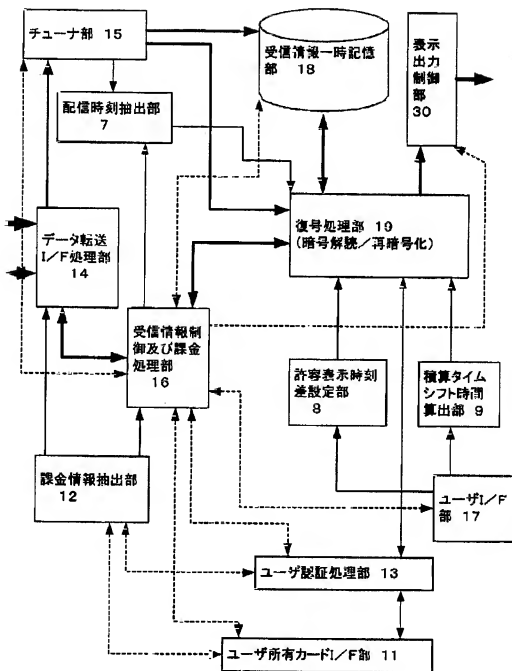 チューナ部 15
受信情報一時記憶
部 18
表示
出力
制御
部
30
配信時刻抽出部
7
データ転送
I/F処理部
14
復号処理部 19
(暗号解読/再暗号化)
受信情報制
御及び課金
処理部
16
許容表示時刻
差設定部
8
積算タイム
シフト時間
算出部 9
課金情報抽出部
12
ユーザI/F
部 17
ユーザ認証処理部 13
ユーザ所有カードI/F部 11